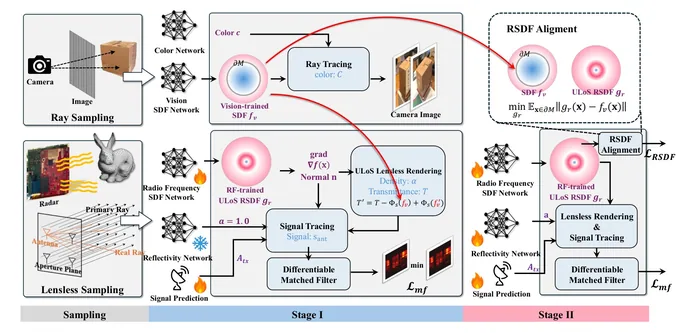 Camera
Image
Ray Sampling
Color Network
Vision
SDF Network
Color c
∂M
Vision-trained
SDF f_v
Ray Tracing
color: C
Camera Image
RSDF Aligment
∂M
SDF f_v
ULoS RSDF g_r
min_{g_r} 𝔼_{x∈∂M}‖g_r(x) − f_v(x)‖
Radar
Primary Ray
Antenna
Real Ray
Aperture Plane
Lensless Sampling
Radio Frequency
SDF Network
RF-trained
ULoS RSDF g_r
grad
∇f(x)
Normal n
ULoS Lensless Rendering
Density: α
Transmittance: T
T′ = T − Φ_s(f_v) + Φ_s(f_v′)
Reflectivity Network
a = 1.0
Signal Tracing
Signal: s_ant
A_tx
Signal Prediction
Differentiable
Matched Filter
min
ℒ_mf
Radio Frequency
SDF Network
RF-trained
ULoS RSDF g_r
RSDF
Alignment
ℒ_RSDF
Reflectivity Network
a
Lensless Rendering
&
Signal Tracing
A_tx
Signal Prediction
Differentiable
Matched Filter
ℒ_mf
Sampling
Stage I
Stage II